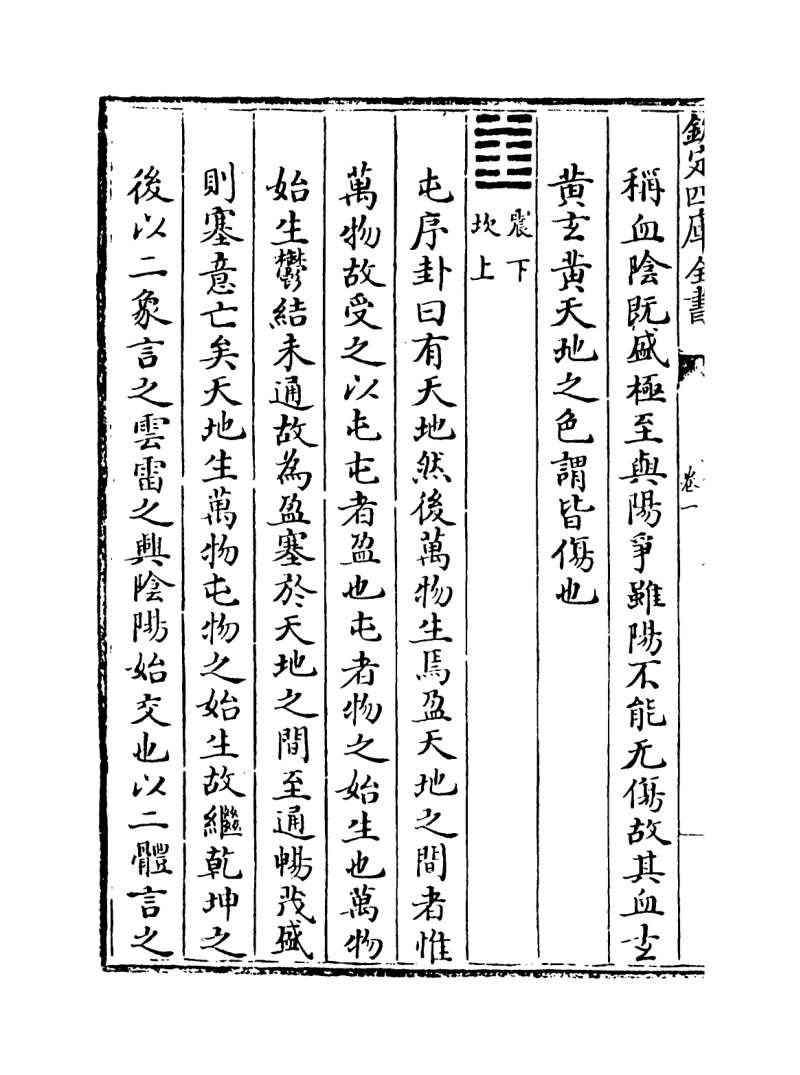 欽定四庫全書
卷一
稱血陰既盛極至與陽爭雖陽不能无傷故其血玄
黄玄黄天地之色謂皆傷也
震下
坎上
屯序卦曰有天地然後萬物生焉盈天地之間者惟
萬物故受之以屯屯者盈也屯者物之始生也萬物
始生鬱結未通故為盈塞於天地之間至通暢茂盛
則塞意亡矣天地生萬物屯物之始生故繼乾坤之
後以二象言之雲雷之興陰陽始交也以二體言之